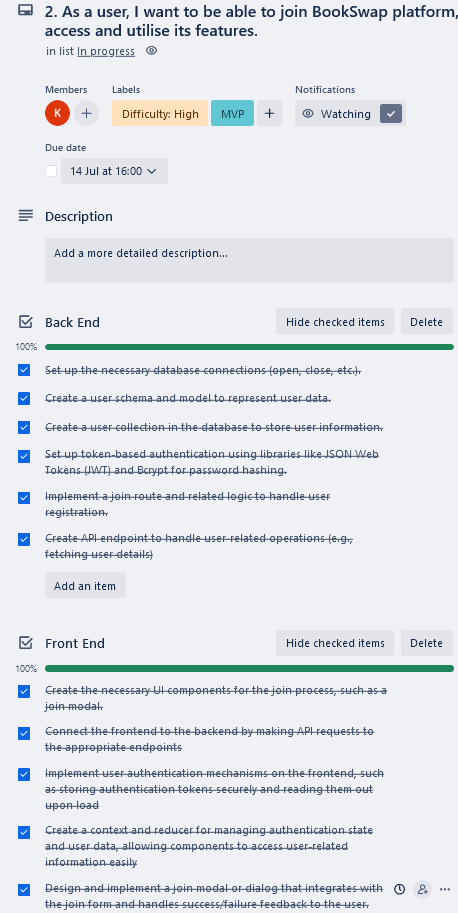 2. As a user, I want to be able to join BookSwap platform,
access and utilise its features.
in list In progress
Members
Labels
Notifications
K
Difficulty: High
MVP
Watching
Due date
14 Jul at 16:00
Description
Add a more detailed description...
Back End
Hide checked items
Delete
100%
Set up the necessary database connections (open, close, etc.).
Create a user schema and model to represent user data.
Create a user collection in the database to store user information.
Set up token-based authentication using libraries like JSON Web
Tokens (JWT) and Bcrypt for password hashing.
Implement a join route and related logic to handle user
registration.
Create API endpoint to handle user-related operations (e.g.,
fetching user details)
Add an item
Front End
Hide checked items
Delete
100%
Create the necessary UI components for the join process, such as a
join modal.
Connect the frontend to the backend by making API requests to
the appropriate endpoints
Implement user authentication mechanisms on the frontend, such
as storing authentication tokens securely and reading them out
upon load
Create a context and reducer for managing authentication state
and user data, allowing components to access user-related
information easily
Design and implement a join modal or dialog that integrates with
the join form and handles success/failure feedback to the user.